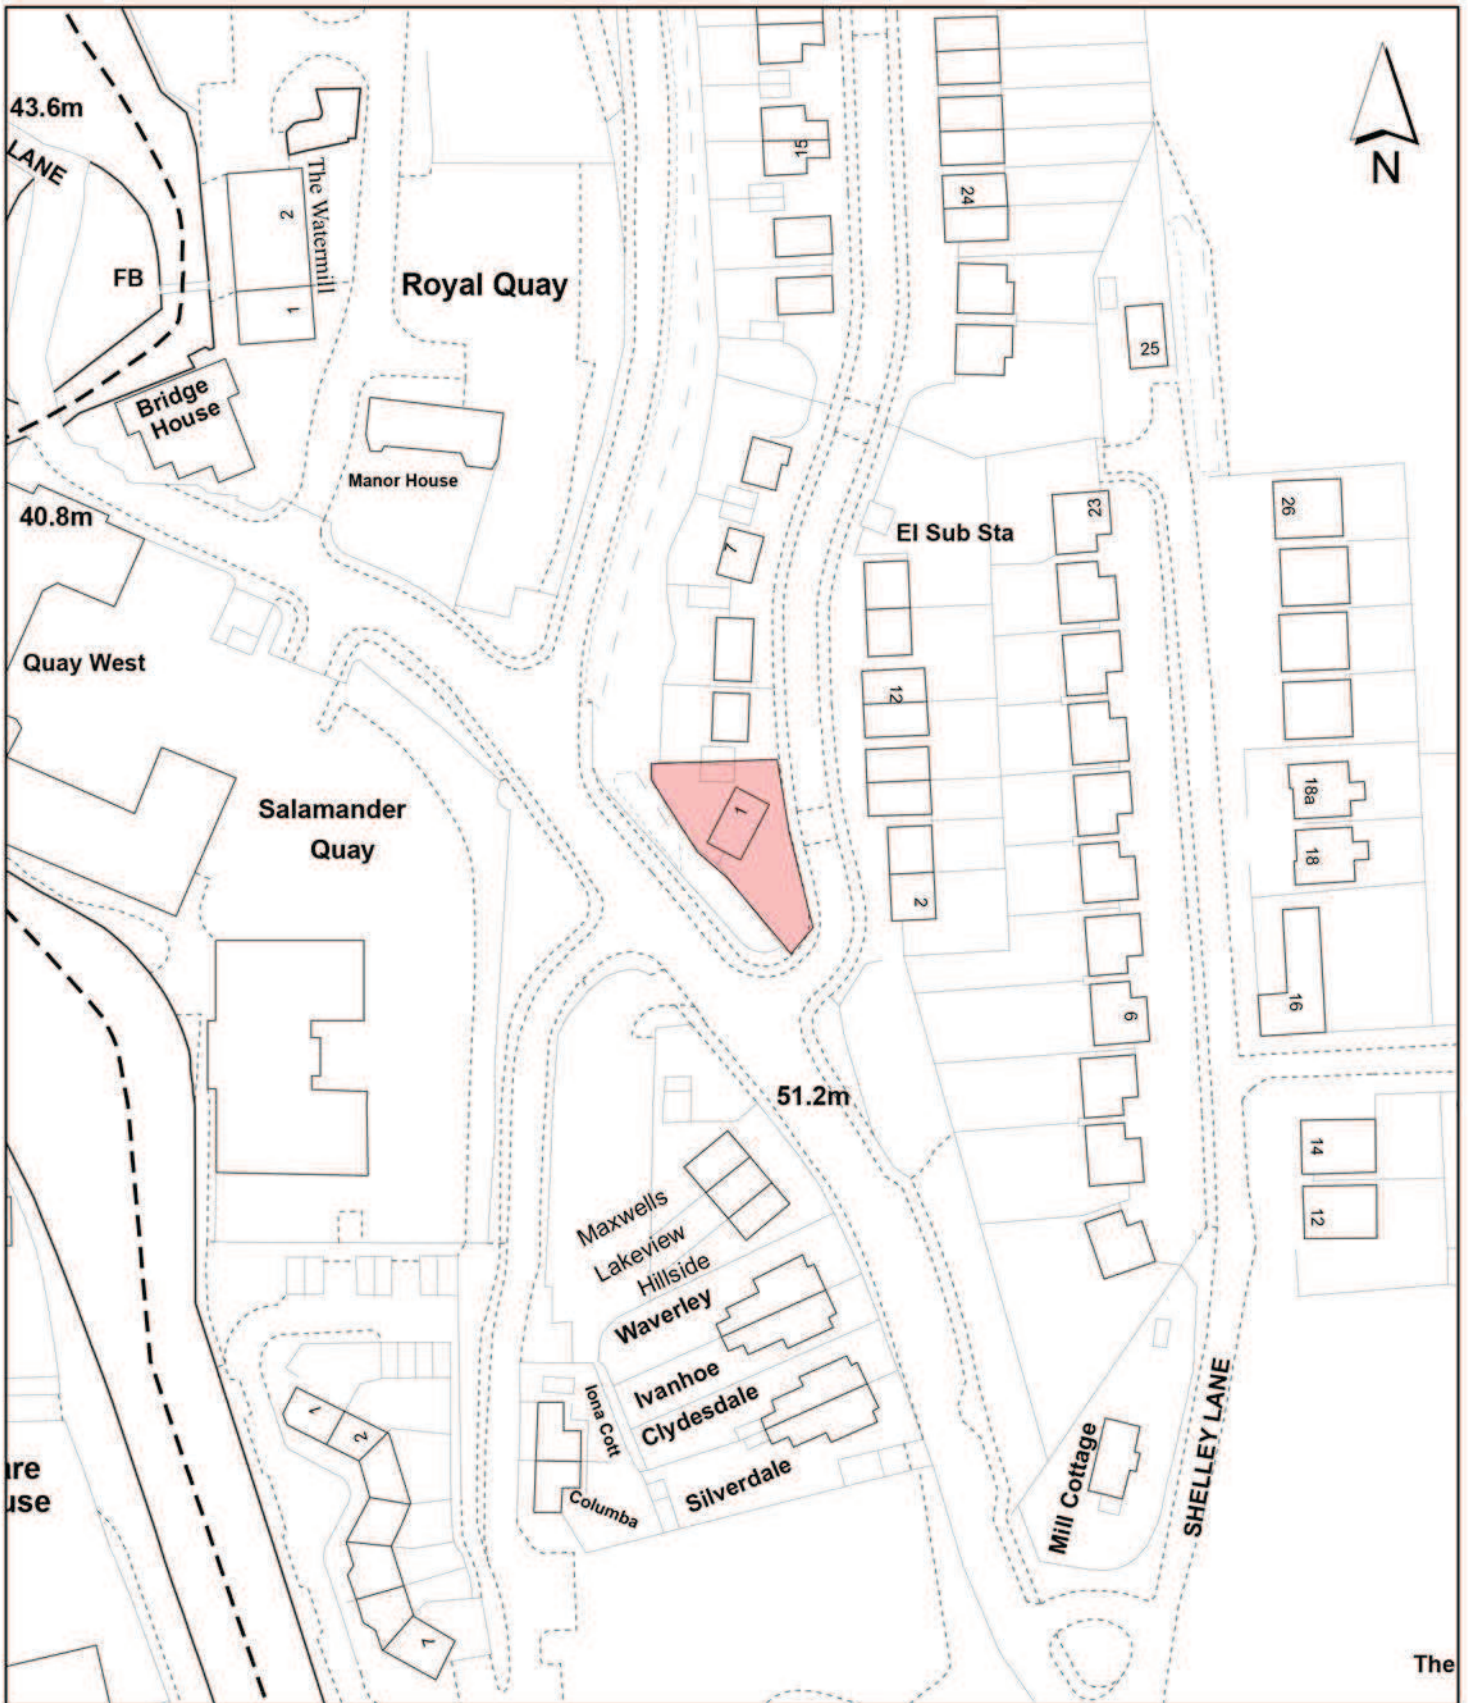 43.6m
LANE
N
15
24
2
The Watermill
FB
Royal Quay
1
25
Bridge
House
Manor House
40.8m
El Sub Sta
23
26
7
Quay West
12
18a
Salamander
Quay
1
18
2
16
6
51.2m
14
12
Maxwells
Lakeview
Hillside
Waverley
Ivanhoe
Clydesdale
Silverdale
Iona Cott
Columba
1
2
7
Mill Cottage
SHELLEY LANE
are
use
The